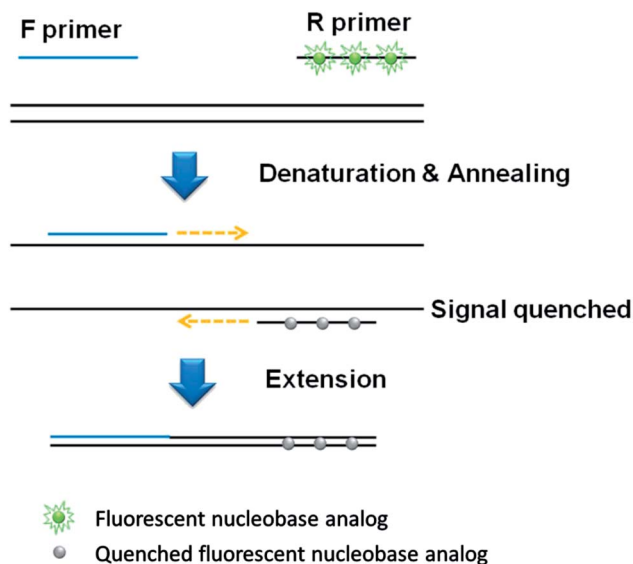 F primer
R primer
Denaturation & Annealing
Signal quenched
Extension
Fluorescent nucleobase analog
Quenched fluorescent nucleobase analog